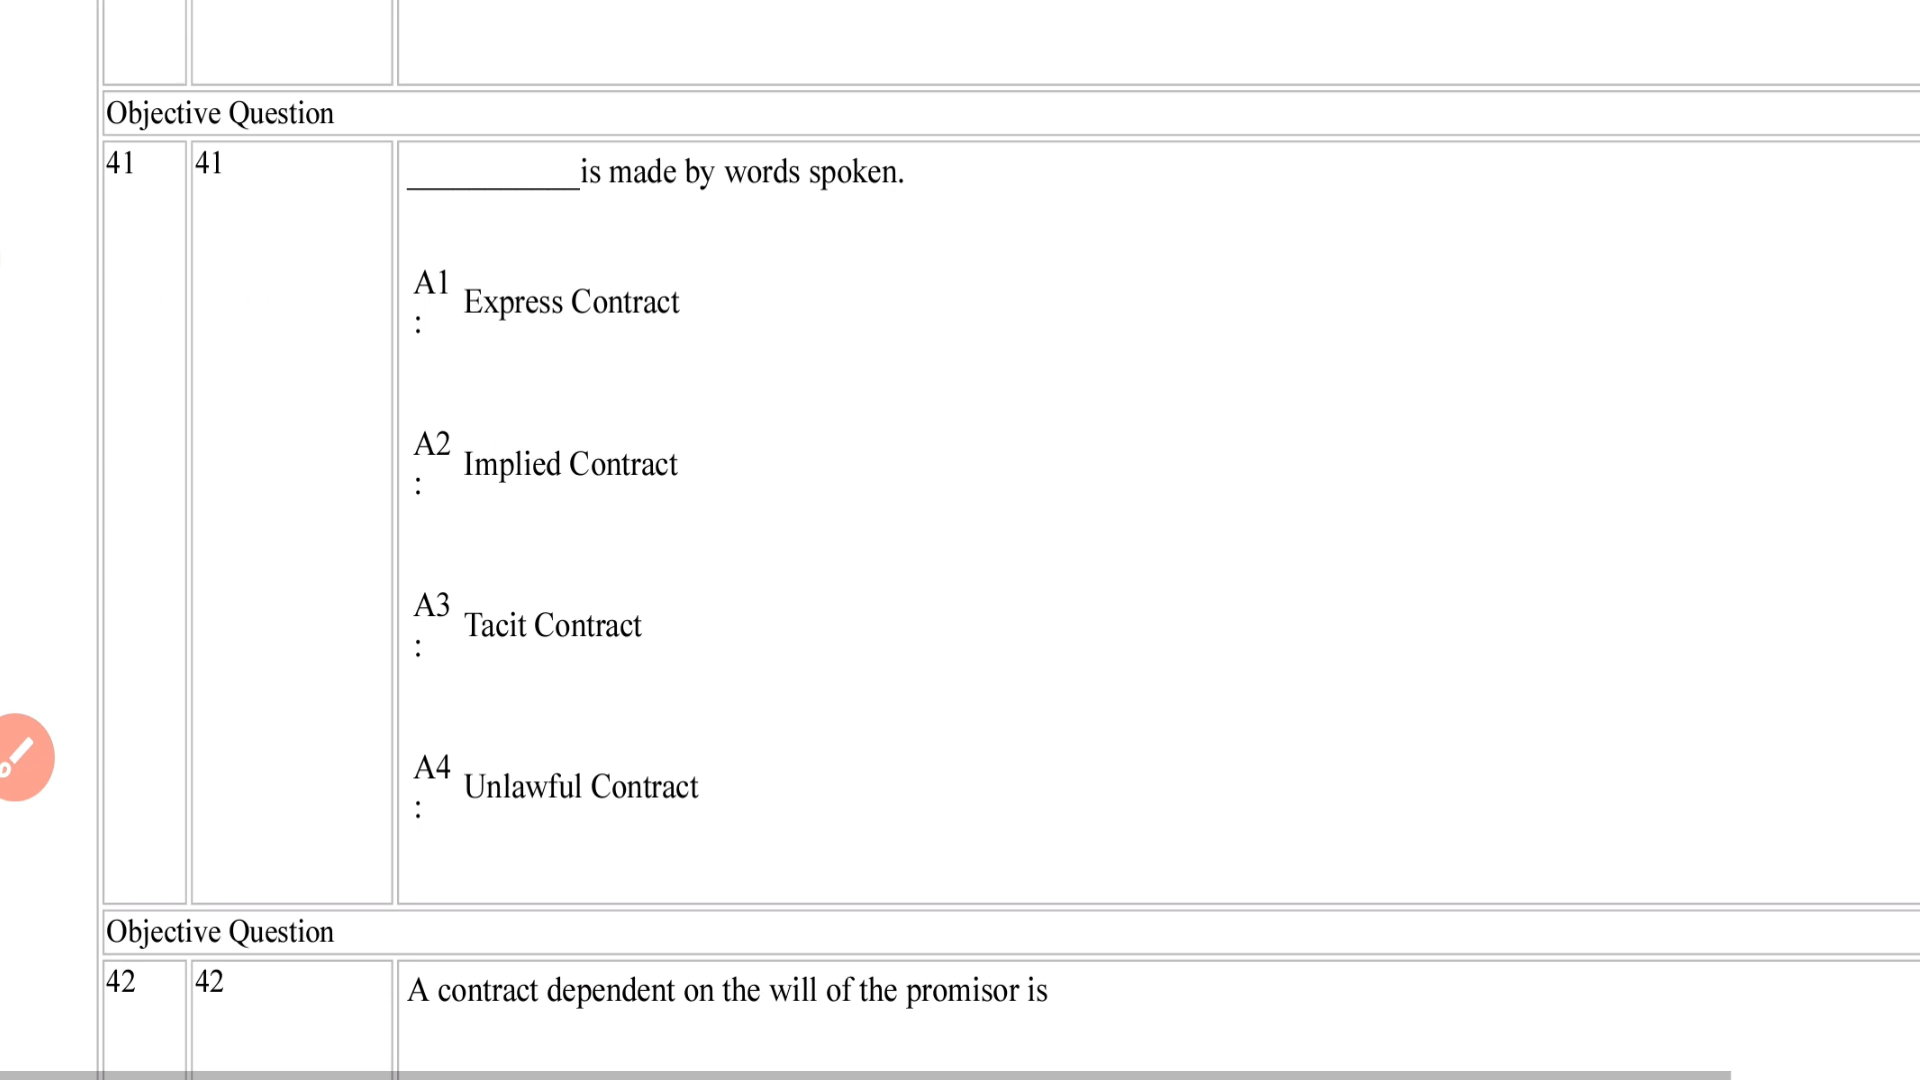 Objective Question
41 41 ___________is made by words spoken.
A1
: Express Contract
A2
: Implied Contract
A3
: Tacit Contract
A4
: Unlawful Contract
Objective Question
42 42 A contract dependent on the will of the promisor is